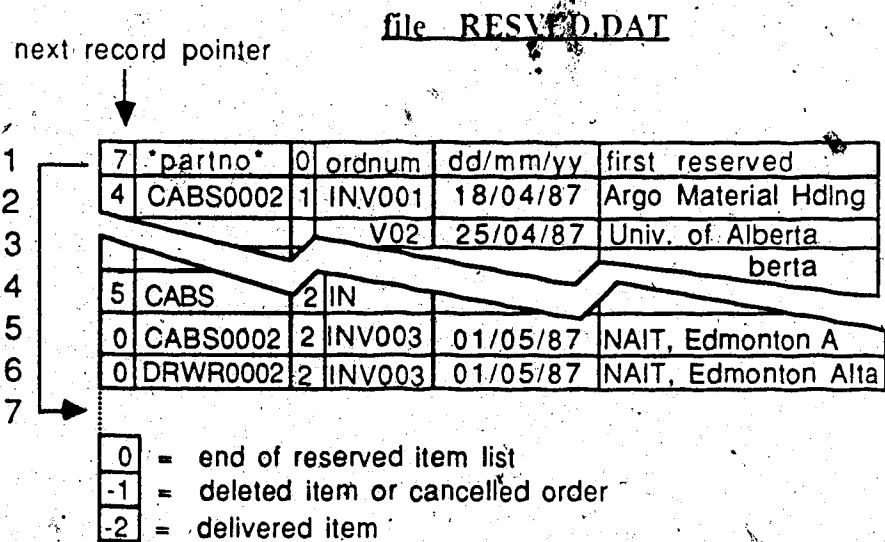 file RESVED.DAT
next record pointer
1 7 *partno* 0 ordnum dd/mm/yy first reserved
2 4 CABS0002 1 INV001 18/04/87 Argo Material Hdlng
3 V02 25/04/87 Univ. of Alberta
berta
4 5 CABS 2 IN
5 0 CABS0002 2 INV003 01/05/87 NAIT, Edmonton A
6 0 DRWR0002 2 INV003 01/05/87 NAIT, Edmonton Alta
7
0 = end of reserved item list
-1 = deleted item or cancelled order
-2 = delivered item